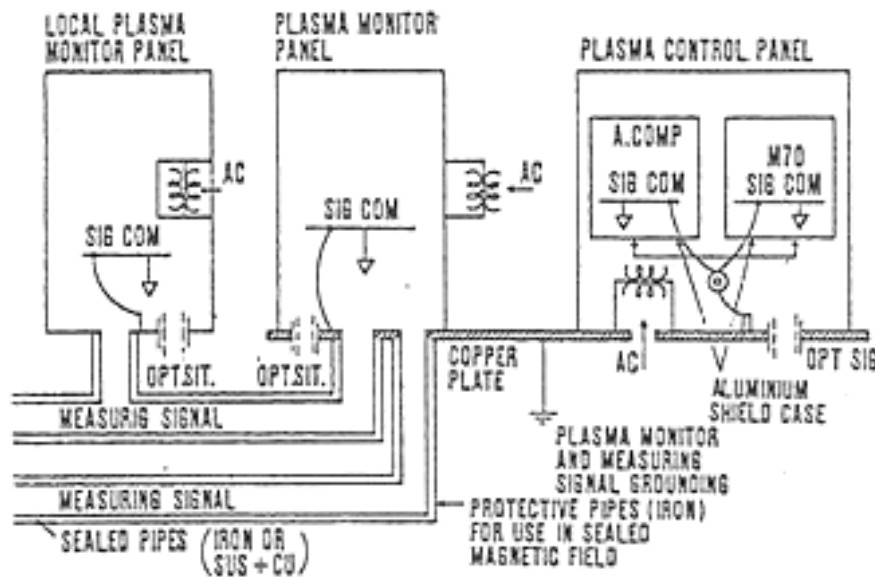 LOCAL PLASMA
MONITOR PANEL
PLASMA MONITOR
PANEL
PLASMA CONTROL PANEL
A.COMP
M70
AC
AC
SIG COM
SIG COM
SIG COM
SIG COM
OPT.SIT.
OPT.SIT.
COPPER
PLATE
AC
OPT SIG
ALUMINIUM
SHIELD CASE
MEASURIG SIGNAL
PLASMA MONITOR
AND MEASURING
SIGNAL GROUNDING
MEASURING SIGNAL
PROTECTIVE PIPES (IRON)
FOR USE IN SEALED
MAGNETIC FIELD
SEALED PIPES (IRON OR
SUS + CU)